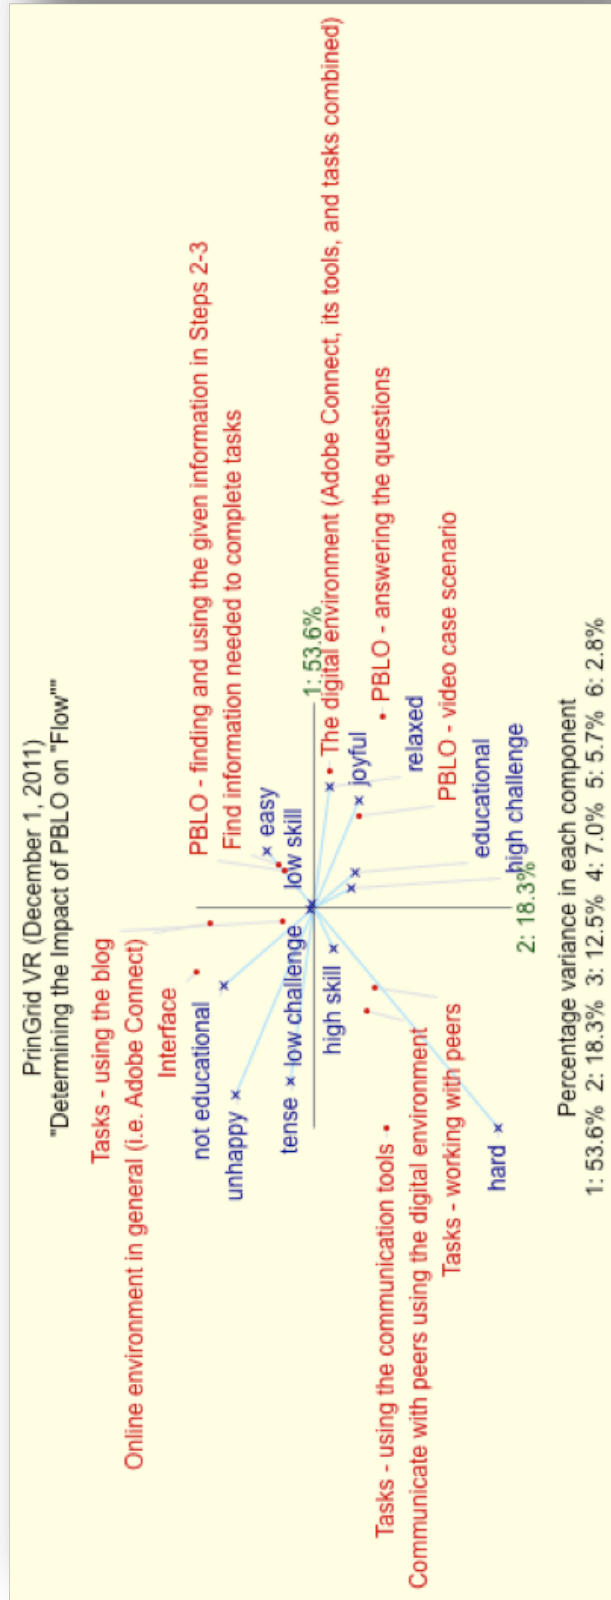 PrinGrid VR (December 1, 2011)
"Determining the Impact of PBLO on "Flow""
Tasks - using the blog
Online environment in general (i.e. Adobe Connect)
Interface
PBLO - finding and using the given information in Steps 2-3
not educational
Find information needed to complete tasks
unhappy
easy
tense
low challenge
low skill
1: 53.6%
high skill
The digital environment (Adobe Connect, its tools, and tasks combined)
joyful
Tasks - using the communication tools
PBLO - answering the questions
Communicate with peers using the digital environment
relaxed
Tasks - working with peers
PBLO - video case scenario
educational
hard
high challenge
2: 18.3%
Percentage variance in each component
1: 53.6% 2: 18.3% 3: 12.5% 4: 7.0% 5: 5.7% 6: 2.8%